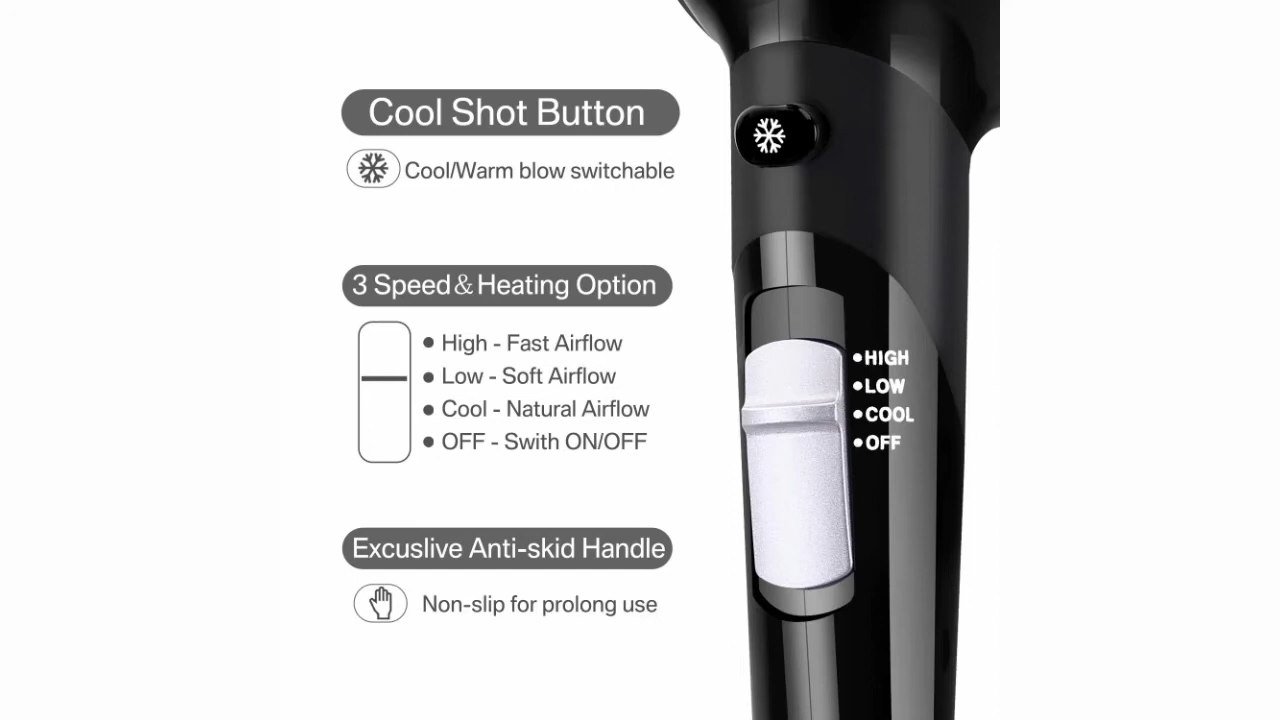 Cool Shot Button
Cool/Warm blow switchable
3 Speed&Heating Option
• High - Fast Airflow
• Low - Soft Airflow
• Cool - Natural Airflow
• OFF - Swith ON/OFF
•HIGH
•LOW
•COOL
•OFF
Excuslive Anti-skid Handle
Non-slip for prolong use